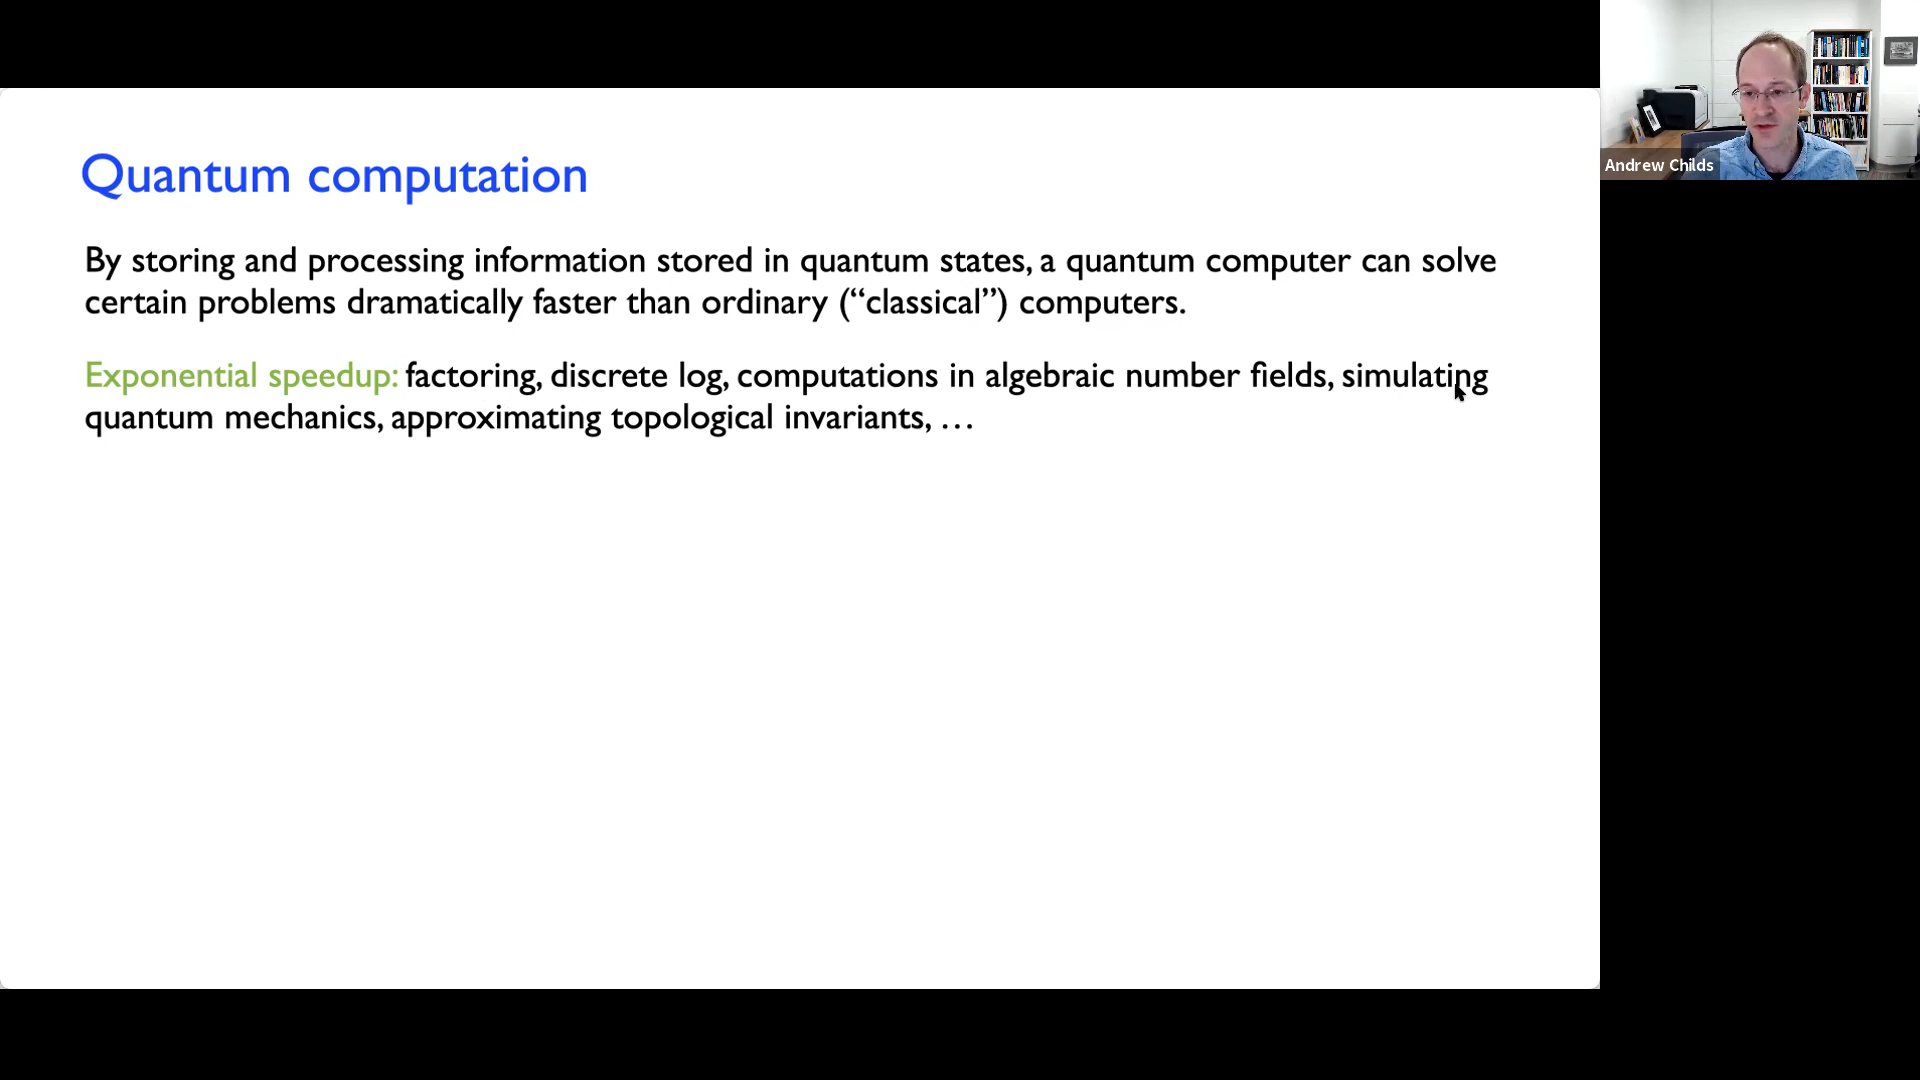 Quantum computation
By storing and processing information stored in quantum states, a quantum computer can solve
certain problems dramatically faster than ordinary (“classical”) computers.
Exponential speedup: factoring, discrete log, computations in algebraic number fields, simulating
quantum mechanics, approximating topological invariants, …
Andrew Childs